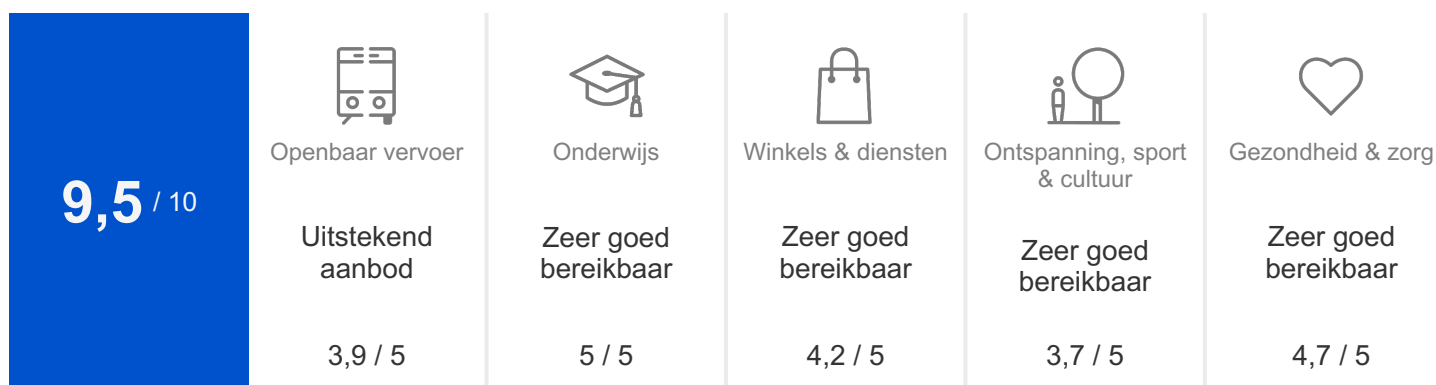 9,5 / 10
Openbaar vervoer
Uitstekend
aanbod
3,9 / 5
Onderwijs
Zeer goed
bereikbaar
5 / 5
Winkels & diensten
Zeer goed
bereikbaar
4,2 / 5
Ontspanning, sport
& cultuur
Zeer goed
bereikbaar
3,7 / 5
Gezondheid & zorg
Zeer goed
bereikbaar
4,7 / 5